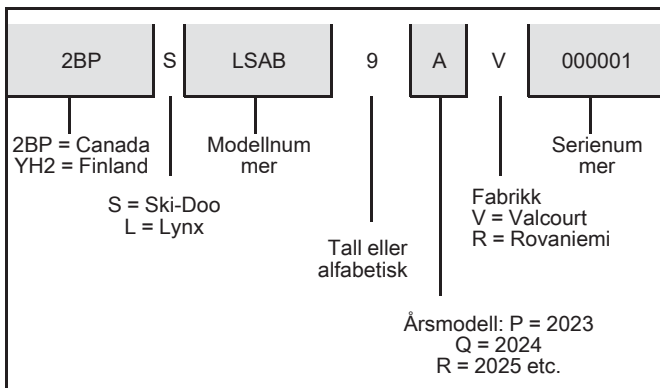 2BP S LSAB 9 A V 000001
2BP = Canada
YH2 = Finland
Modellnum
mer
Serienum
mer
S = Ski-Doo
L = Lynx
Fabrikk
V = Valcourt
R = Rovaniemi
Tall eller
alfabetisk
Årsmodell: P = 2023
Q = 2024
R = 2025 etc.